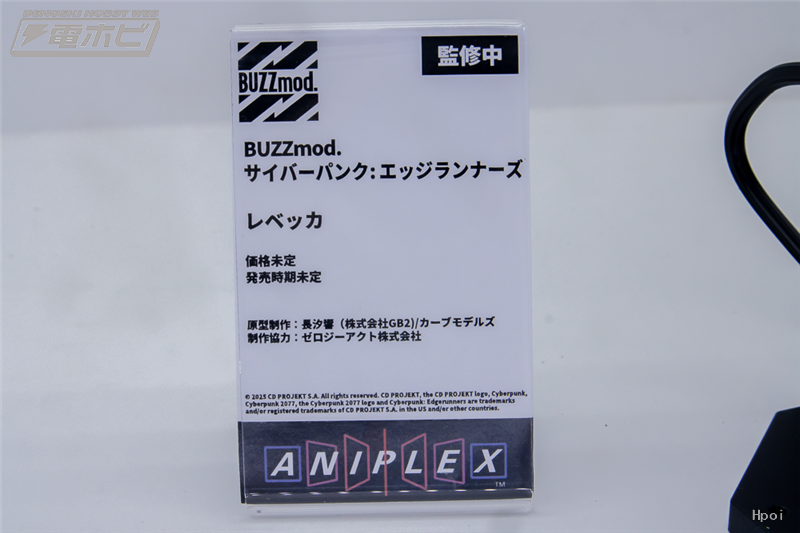 DENGEKI HOBBY WEB
電ホビ
BUZZmod.
監修中
BUZZmod.
サイバーパンク:エッジランナーズ
レベッカ
価格未定
発売時期未定
原型制作：長汐響（株式会社GB2)/カーブモデルズ
制作協力：ゼロジーアクト株式会社
© 2025 CD PROJEKT S.A. All rights reserved. CD PROJEKT, the CD PROJEKT logo, Cyberpunk,
Cyberpunk 2077, the Cyberpunk 2077 logo and Cyberpunk: Edgerunners are trademarks
and/or registered trademarks of CD PROJEKT S.A. in the US and/or other countries.
ANIPLEX
TM
Hpoi